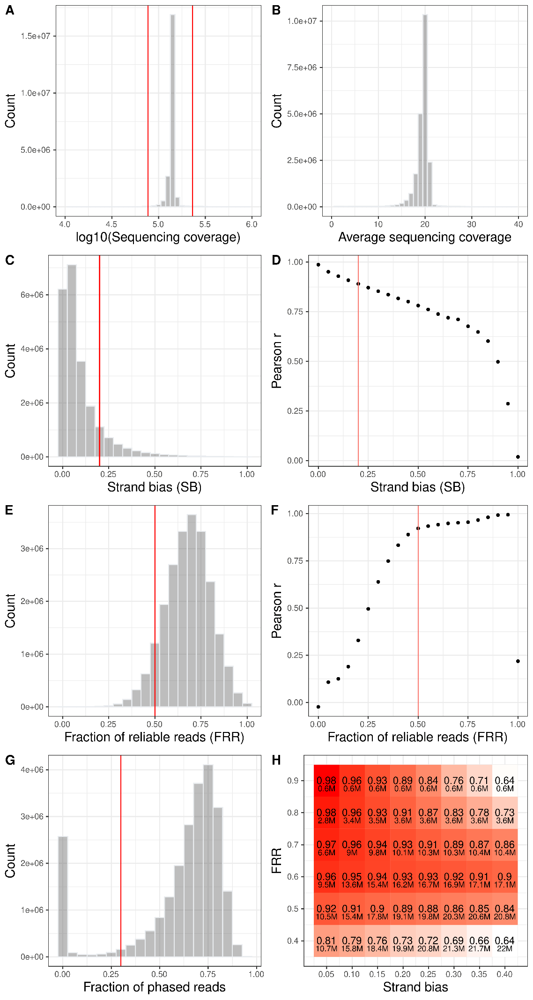 A
Count
1.5e+07
1.0e+07
5.0e+06
0.0e+00
4.0 4.5 5.0 5.5 6.0
log10(Sequencing coverage)
B
Count
1.0e+07
7.5e+06
5.0e+06
2.5e+06
0.0e+00
0 10 20 30 40
Average sequencing coverage
C
Count
6e+06
4e+06
2e+06
0e+00
0.00 0.25 0.50 0.75 1.00
Strand bias (SB)
D
Pearson r
1.00
0.75
0.50
0.25
0.00
0.00 0.25 0.50 0.75 1.00
Strand bias (SB)
E
Count
3e+06
2e+06
1e+06
0e+00
0.00 0.25 0.50 0.75 1.00
Fraction of reliable reads (FRR)
F
Pearson r
1.00
0.75
0.50
0.25
0.00
0.00 0.25 0.50 0.75 1.00
Fraction of reliable reads (FRR)
G
Count
4e+06
3e+06
2e+06
1e+06
0e+00
0.00 0.25 0.50 0.75 1.00
Fraction of phased reads
H
FRR
0.9
0.98 0.96 0.93 0.89 0.84 0.76 0.71 0.64
0.6M 0.6M 0.6M 0.6M 0.6M 0.6M 0.6M 0.6M
0.8
0.98 0.96 0.93 0.91 0.87 0.83 0.78 0.73
2.8M 3.4M 3.5M 3.6M 3.6M 3.6M 3.6M 3.6M
0.7
0.97 0.96 0.94 0.93 0.91 0.89 0.87 0.86
6.6M 9M 9.8M 10.1M 10.3M 10.3M 10.4M 10.4M
0.6
0.96 0.95 0.94 0.93 0.93 0.92 0.91 0.9
9.5M 13.6M 15.4M 16.2M 16.7M 16.9M 17.1M 17.1M
0.5
0.92 0.91 0.9 0.89 0.88 0.86 0.85 0.84
10.5M 15.4M 17.8M 19.1M 19.8M 20.3M 20.6M 20.8M
0.4
0.81 0.79 0.76 0.73 0.72 0.69 0.66 0.64
10.7M 15.8M 18.4M 19.9M 20.8M 21.3M 21.7M 22M
0.05 0.10 0.15 0.20 0.25 0.30 0.35 0.40
Strand bias